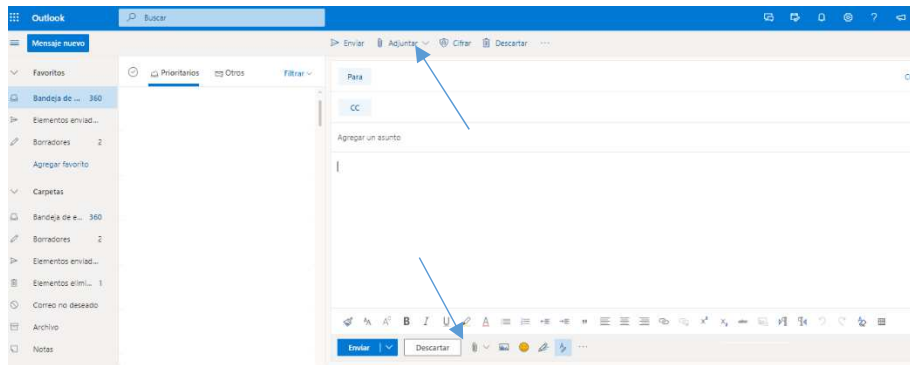 Outlook
Buscar
Mensaje nuevo
Enviar Adjuntar Cifrar Descartar ...
Favoritos
Prioritarios Otros Filtrar
Para
Bandeja de ... 360
CC
Elementos enviad...
Borradores 2
Agregar un asunto
Agregar favorito
Carpetas
Bandeja de e... 360
Borradores 2
Elementos enviad...
Elementos elimi... 1
Correo no deseado
Archivo
Notas
Enviar Descartar ...